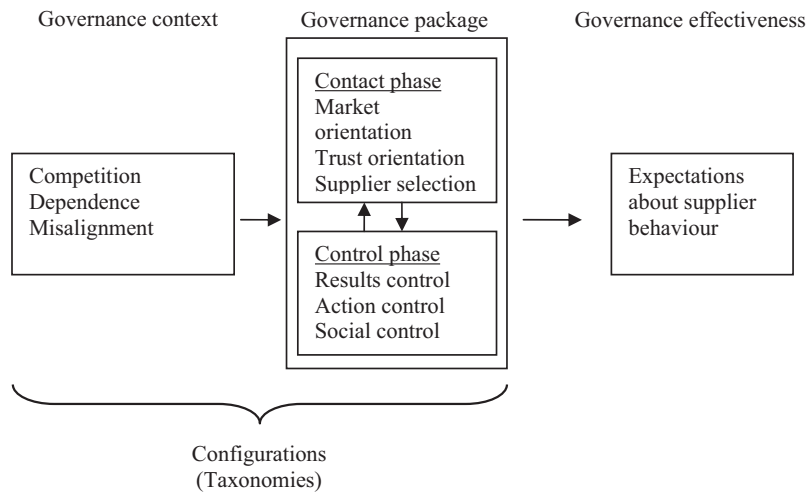 Governance context
Governance package
Governance effectiveness
Contact phase
Market
orientation
Trust orientation
Supplier selection
Competition
Dependence
Misalignment
Expectations
about supplier
behaviour
Control phase
Results control
Action control
Social control
Configurations
(Taxonomies)